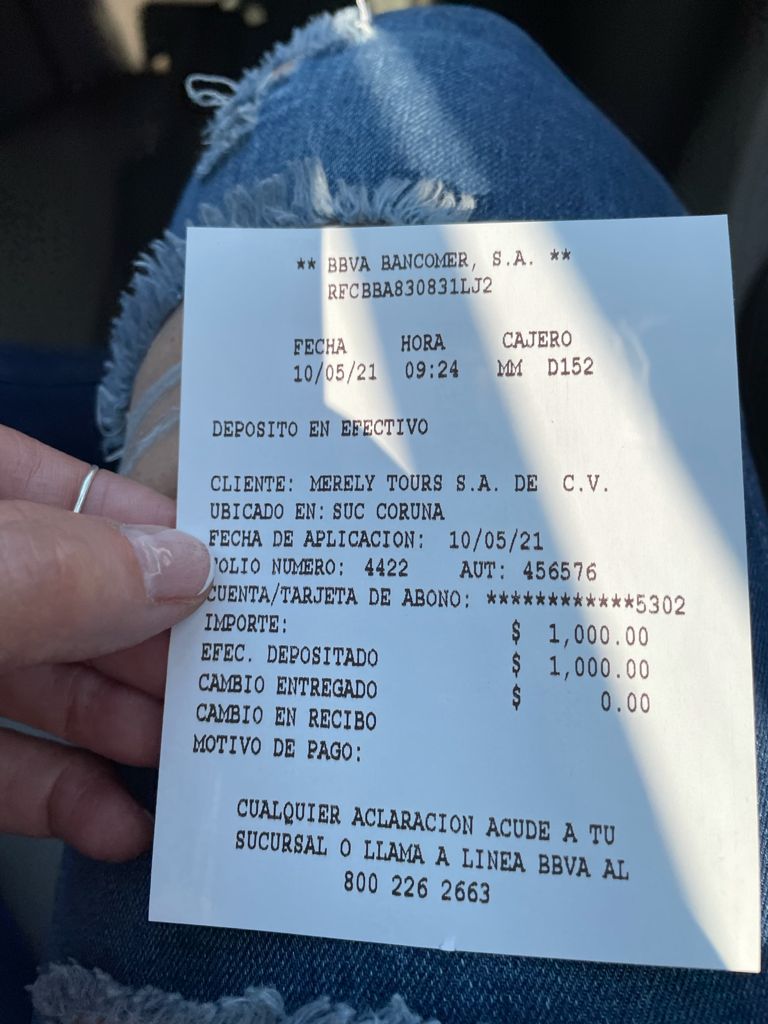 ** BBVA BANCOMER, S.A. **
RFCBBA830831LJ2
FECHA HORA CAJERO
10/05/21 09:24 MM D152
DEPOSITO EN EFECTIVO
CLIENTE: MERELY TOURS S.A. DE C.V.
UBICADO EN: SUC CORUNA
FECHA DE APLICACION: 10/05/21
FOLIO NUMERO: 4422 AUT: 456576
CUENTA/TARJETA DE ABONO: ************5302
IMPORTE: $ 1,000.00
EFEC. DEPOSITADO $ 1,000.00
CAMBIO ENTREGADO $ 0.00
CAMBIO EN RECIBO
MOTIVO DE PAGO:
CUALQUIER ACLARACION ACUDE A TU
SUCURSAL O LLAMA A LINEA BBVA AL
800 226 2663